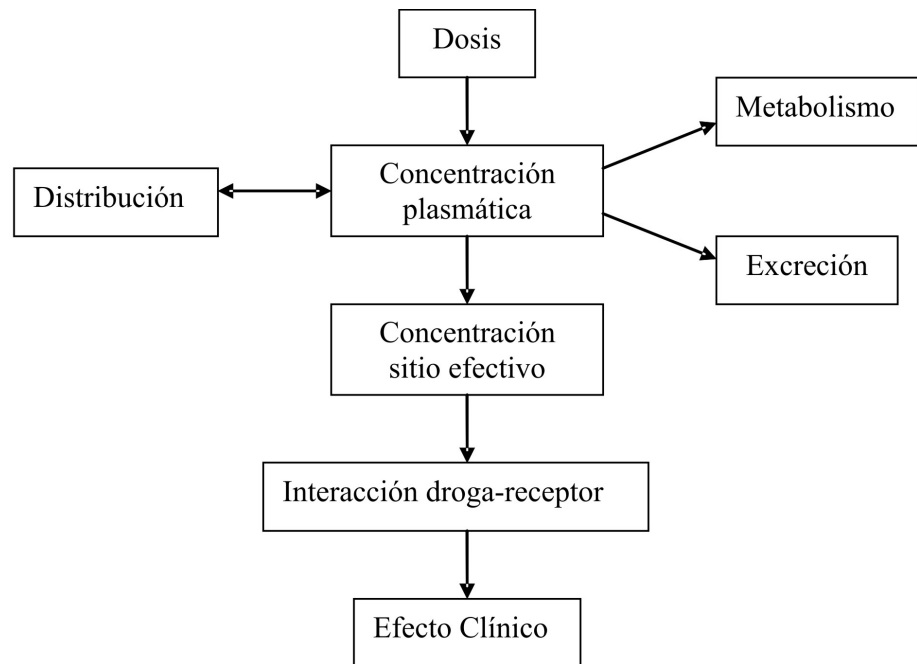 Dosis
Metabolismo
Concentración
plasmática
Distribución
Excreción
Concentración
sitio efectivo
Interacción droga-receptor
Efecto Clínico